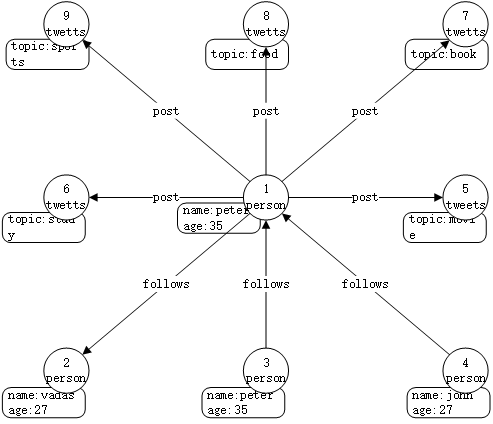 9
twetts
topic:spor
ts
8
twetts
topic:food
7
twetts
topic:book
post
post
post
6
twetts
topic:stud
y
post
1
person
name:peter
age:35
post
5
tweets
topic:movi
e
follows
follows
follows
2
person
name:vadas
age:27
3
person
name:peter
age:35
4
person
name:john
age:27